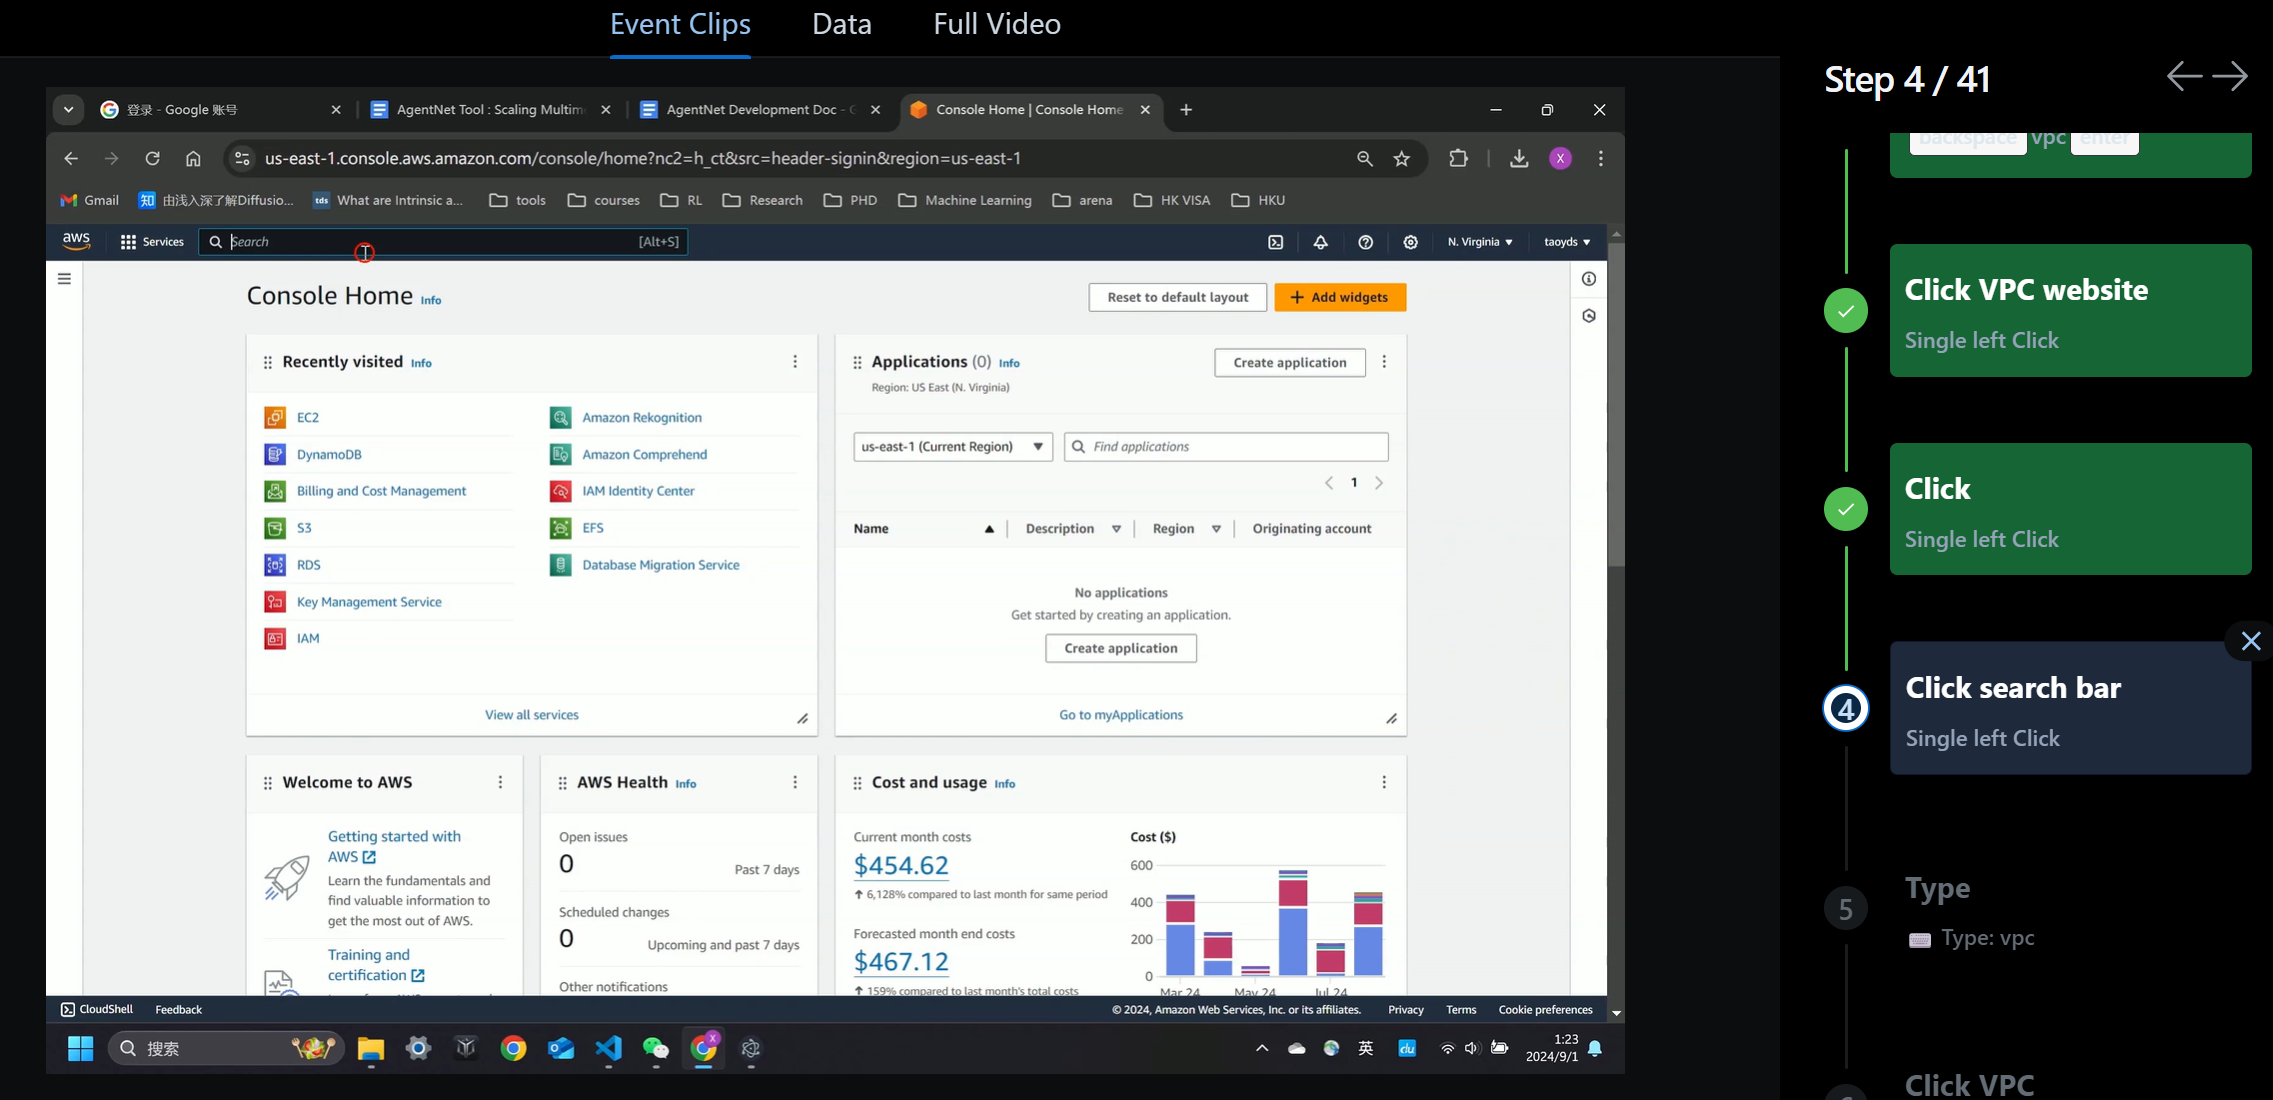 Event Clips
Data
Full Video
Step 4 / 41
登录 - Google 账号
AgentNet Tool : Scaling Multim
AgentNet Development Doc - G
Console Home | Console Home
us-east-1.console.aws.amazon.com/console/home?nc2=h_ct&src=header-signin&region=us-east-1
X
Gmail
知 由浅入深了解Diffusio...
tds What are Intrinsic a...
tools
courses
RL
Research
PHD
Machine Learning
arena
HK VISA
HKU
aws
Services
Search
[Alt+S]
N. Virginia
taoyds
Console Home Info
Reset to default layout
Add widgets
Recently visited Info
EC2
DynamoDB
Billing and Cost Management
S3
RDS
Key Management Service
IAM
Amazon Rekognition
Amazon Comprehend
IAM Identity Center
EFS
Database Migration Service
View all services
Applications (0) Info
Region: US East (N. Virginia)
Create application
us-east-1 (Current Region)
Find applications
1
Name
Description
Region
Originating account
No applications
Get started by creating an application.
Create application
Go to myApplications
Welcome to AWS
Getting started with
AWS
Learn the fundamentals and
find valuable information to
get the most out of AWS.
Training and
certification
AWS Health Info
Open issues
0
Past 7 days
Scheduled changes
0
Upcoming and past 7 days
Other notifications
Cost and usage Info
Current month costs
$454.62
6,128% compared to last month for same period
Forecasted month end costs
$467.12
159% compared to last month's total costs
Cost ($)
600
400
200
0
Mar 24
May 24
Jul 24
CloudShell
Feedback
© 2024, Amazon Web Services, Inc. or its affiliates.
Privacy
Terms
Cookie preferences
搜索
X
英
du
1:23
2024/9/1
backspace vpc enter
Click VPC website
Single left Click
Click
Single left Click
4
Click search bar
Single left Click
5
Type
Type: vpc
Click VPC